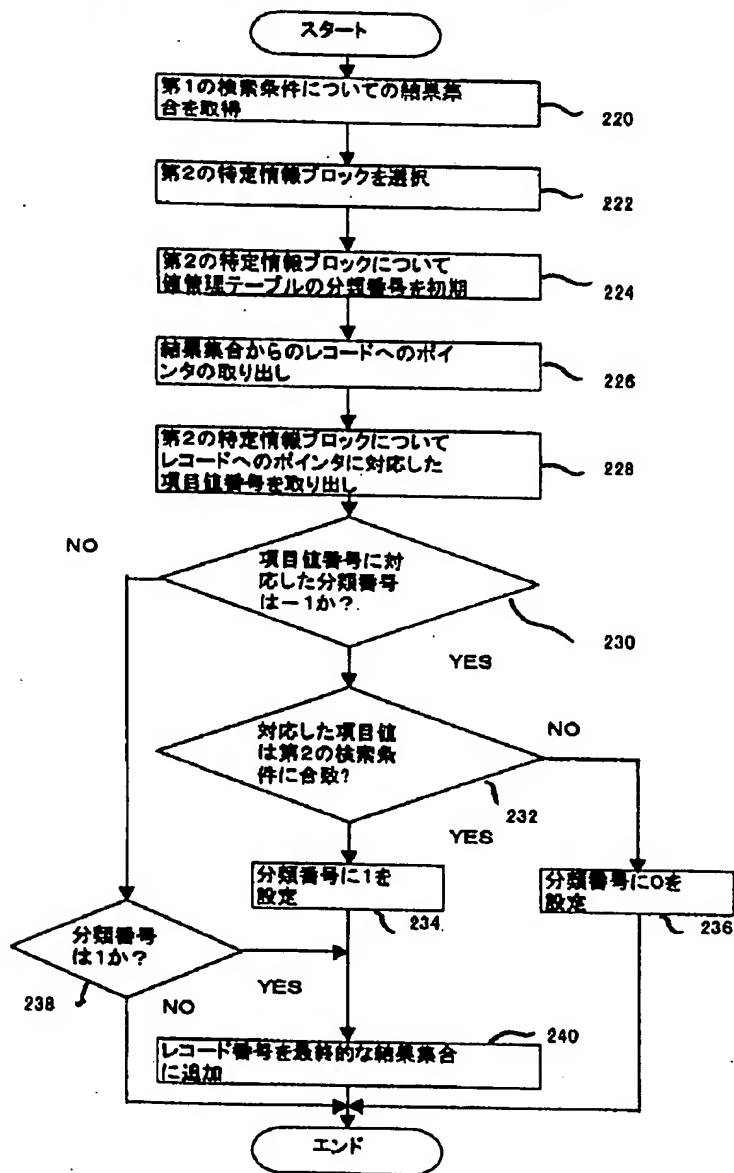 スタート
第1の検索条件についての結果集
合を取得
220
第2の特定情報ブロックを選択
222
第2の特定情報ブロックについて
値管理テーブルの分類番号を初期
224
結果集合からのレコードへのポイ
ンタの取り出し
226
第2の特定情報ブロックについて
レコードへのポインタに対応した
項目値番号を取り出し
228
NO
項目値番号に対
応した分類番号
は－1か？
230
YES
対応した項目値
は第2の検索条
件に合致?
NO
232
YES
分類番号に1を
設定
234
分類番号に0を
設定
236
分類番号
は1か？
238
NO
YES
240
レコード番号を最終的な結果集合
に追加
エンド